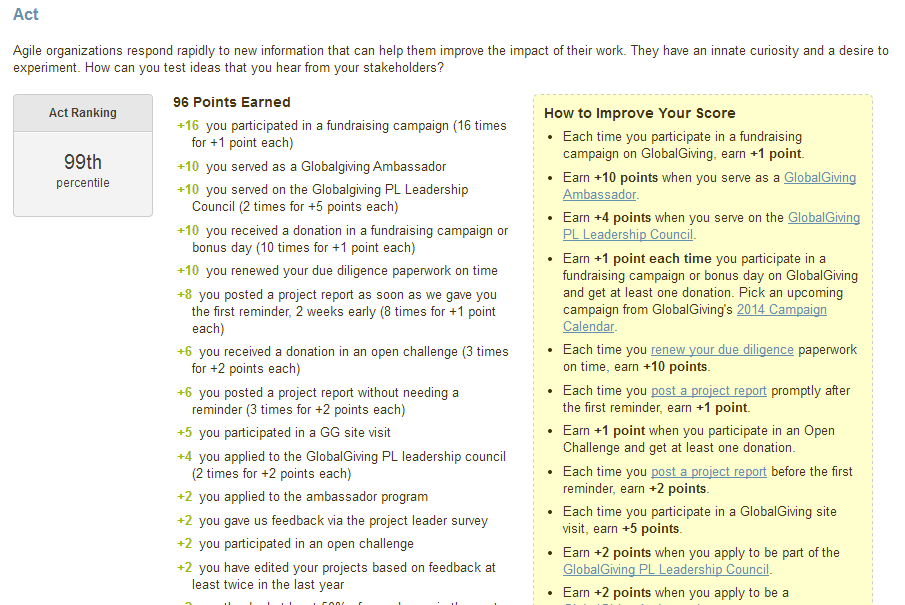 Act
Agile organizations respond rapidly to new information that can help them improve the impact of their work. They have an innate curiosity and a desire to
experiment. How can you test ideas that you hear from your stakeholders?
Act Ranking
99th
percentile
96 Points Earned
+16 you participated in a fundraising campaign (16 times
for +1 point each)
+10 you served as a Globalgiving Ambassador
+10 you served on the Globalgiving PL Leadership
Council (2 times for +5 points each)
+10 you received a donation in a fundraising campaign or
bonus day (10 times for +1 point each)
+10 you renewed your due diligence paperwork on time
+8 you posted a project report as soon as we gave you
the first reminder, 2 weeks early (8 times for +1 point
each)
+6 you received a donation in an open challenge (3 times
for +2 points each)
+6 you posted a project report without needing a
reminder (3 times for +2 points each)
+5 you participated in a GG site visit
+4 you applied to the GlobalGiving PL leadership council
(2 times for +2 points each)
+2 you applied to the ambassador program
+2 you gave us feedback via the project leader survey
+2 you participated in an open challenge
+2 you have edited your projects based on feedback at
least twice in the last year
How to Improve Your Score
• Each time you participate in a fundraising
campaign on GlobalGiving, earn +1 point.
• Earn +10 points when you serve as a GlobalGiving
Ambassador.
• Earn +4 points when you serve on the GlobalGiving
PL Leadership Council.
• Earn +1 point each time you participate in a
fundraising campaign or bonus day on GlobalGiving
and get at least one donation. Pick an upcoming
campaign from GlobalGiving's 2014 Campaign
Calendar.
• Each time you renew your due diligence paperwork
on time, earn +10 points.
• Each time you post a project report promptly after
the first reminder, earn +1 point.
• Earn +1 point when you participate in an Open
Challenge and get at least one donation.
• Each time you post a project report before the first
reminder, earn +2 points.
• Each time you participate in a GlobalGiving site
visit, earn +5 points.
• Earn +2 points when you apply to be part of the
GlobalGiving PL Leadership Council.
• Earn +2 points when you apply to be a